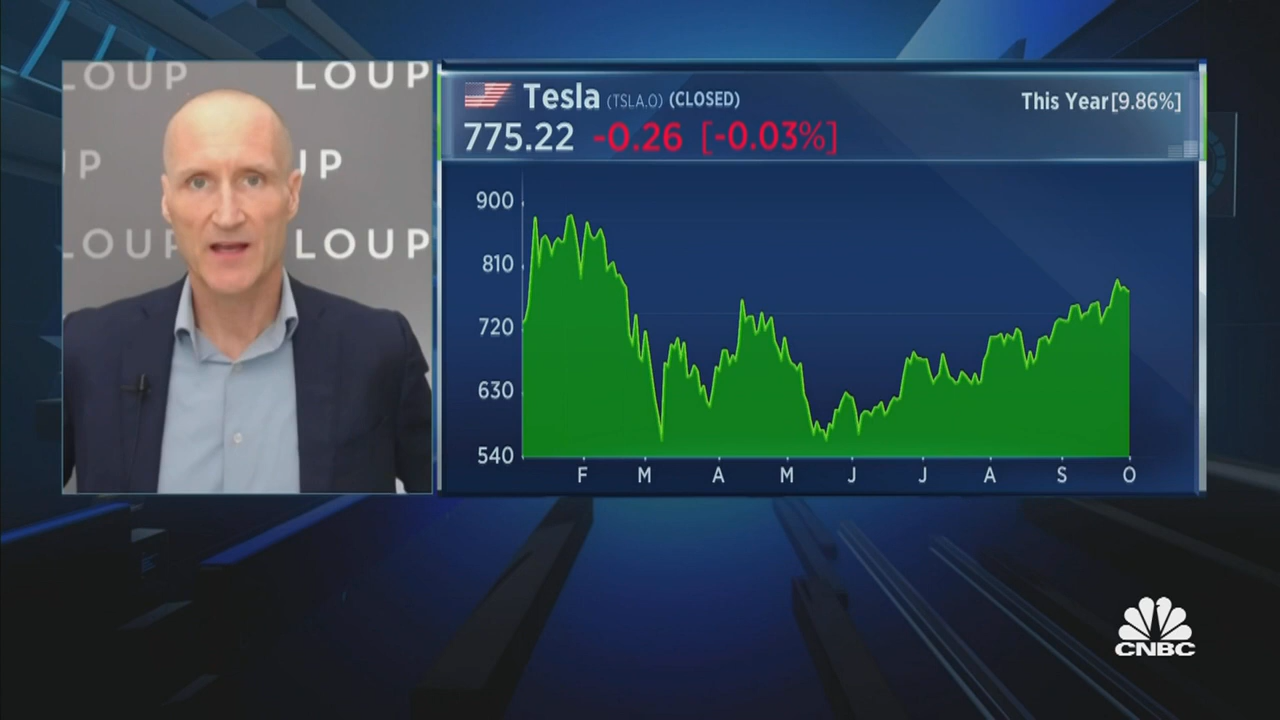 LOUP LOUP
UP UP
LOUP LOUP
Tesla (TSLA.O) (CLOSED)
This Year[9.86%]
775.22 -0.26 [-0.03%]
900
810
720
630
540
F M A M J J A S O
CNBC